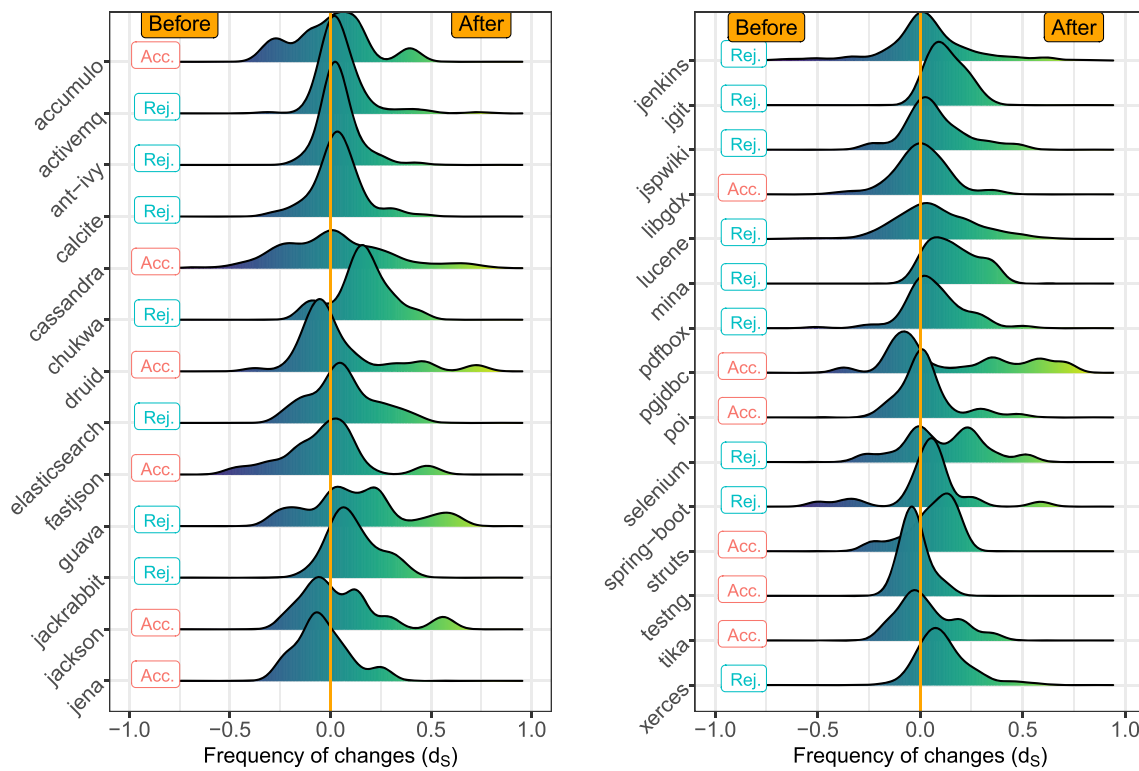 Before After
accumulo Acc.
activemq Rej.
ant-ivy Rej.
calcite Rej.
cassandra Acc.
chukwa Rej.
druid Acc.
elasticsearch Rej.
fastjson Acc.
guava Rej.
jackrabbit Rej.
jackson Acc.
jena Acc.
−1.0 −0.5 0.0 0.5 1.0
Frequency of changes (dS)
Before After
jenkins Rej.
jgit Rej.
jspwiki Rej.
libgdx Acc.
lucene Rej.
mina Rej.
pdfbox Rej.
pgjdbc Acc.
poi Acc.
selenium Rej.
spring-boot Rej.
struts Acc.
testng Acc.
tika Acc.
xerces Rej.
−1.0 −0.5 0.0 0.5 1.0
Frequency of changes (dS)